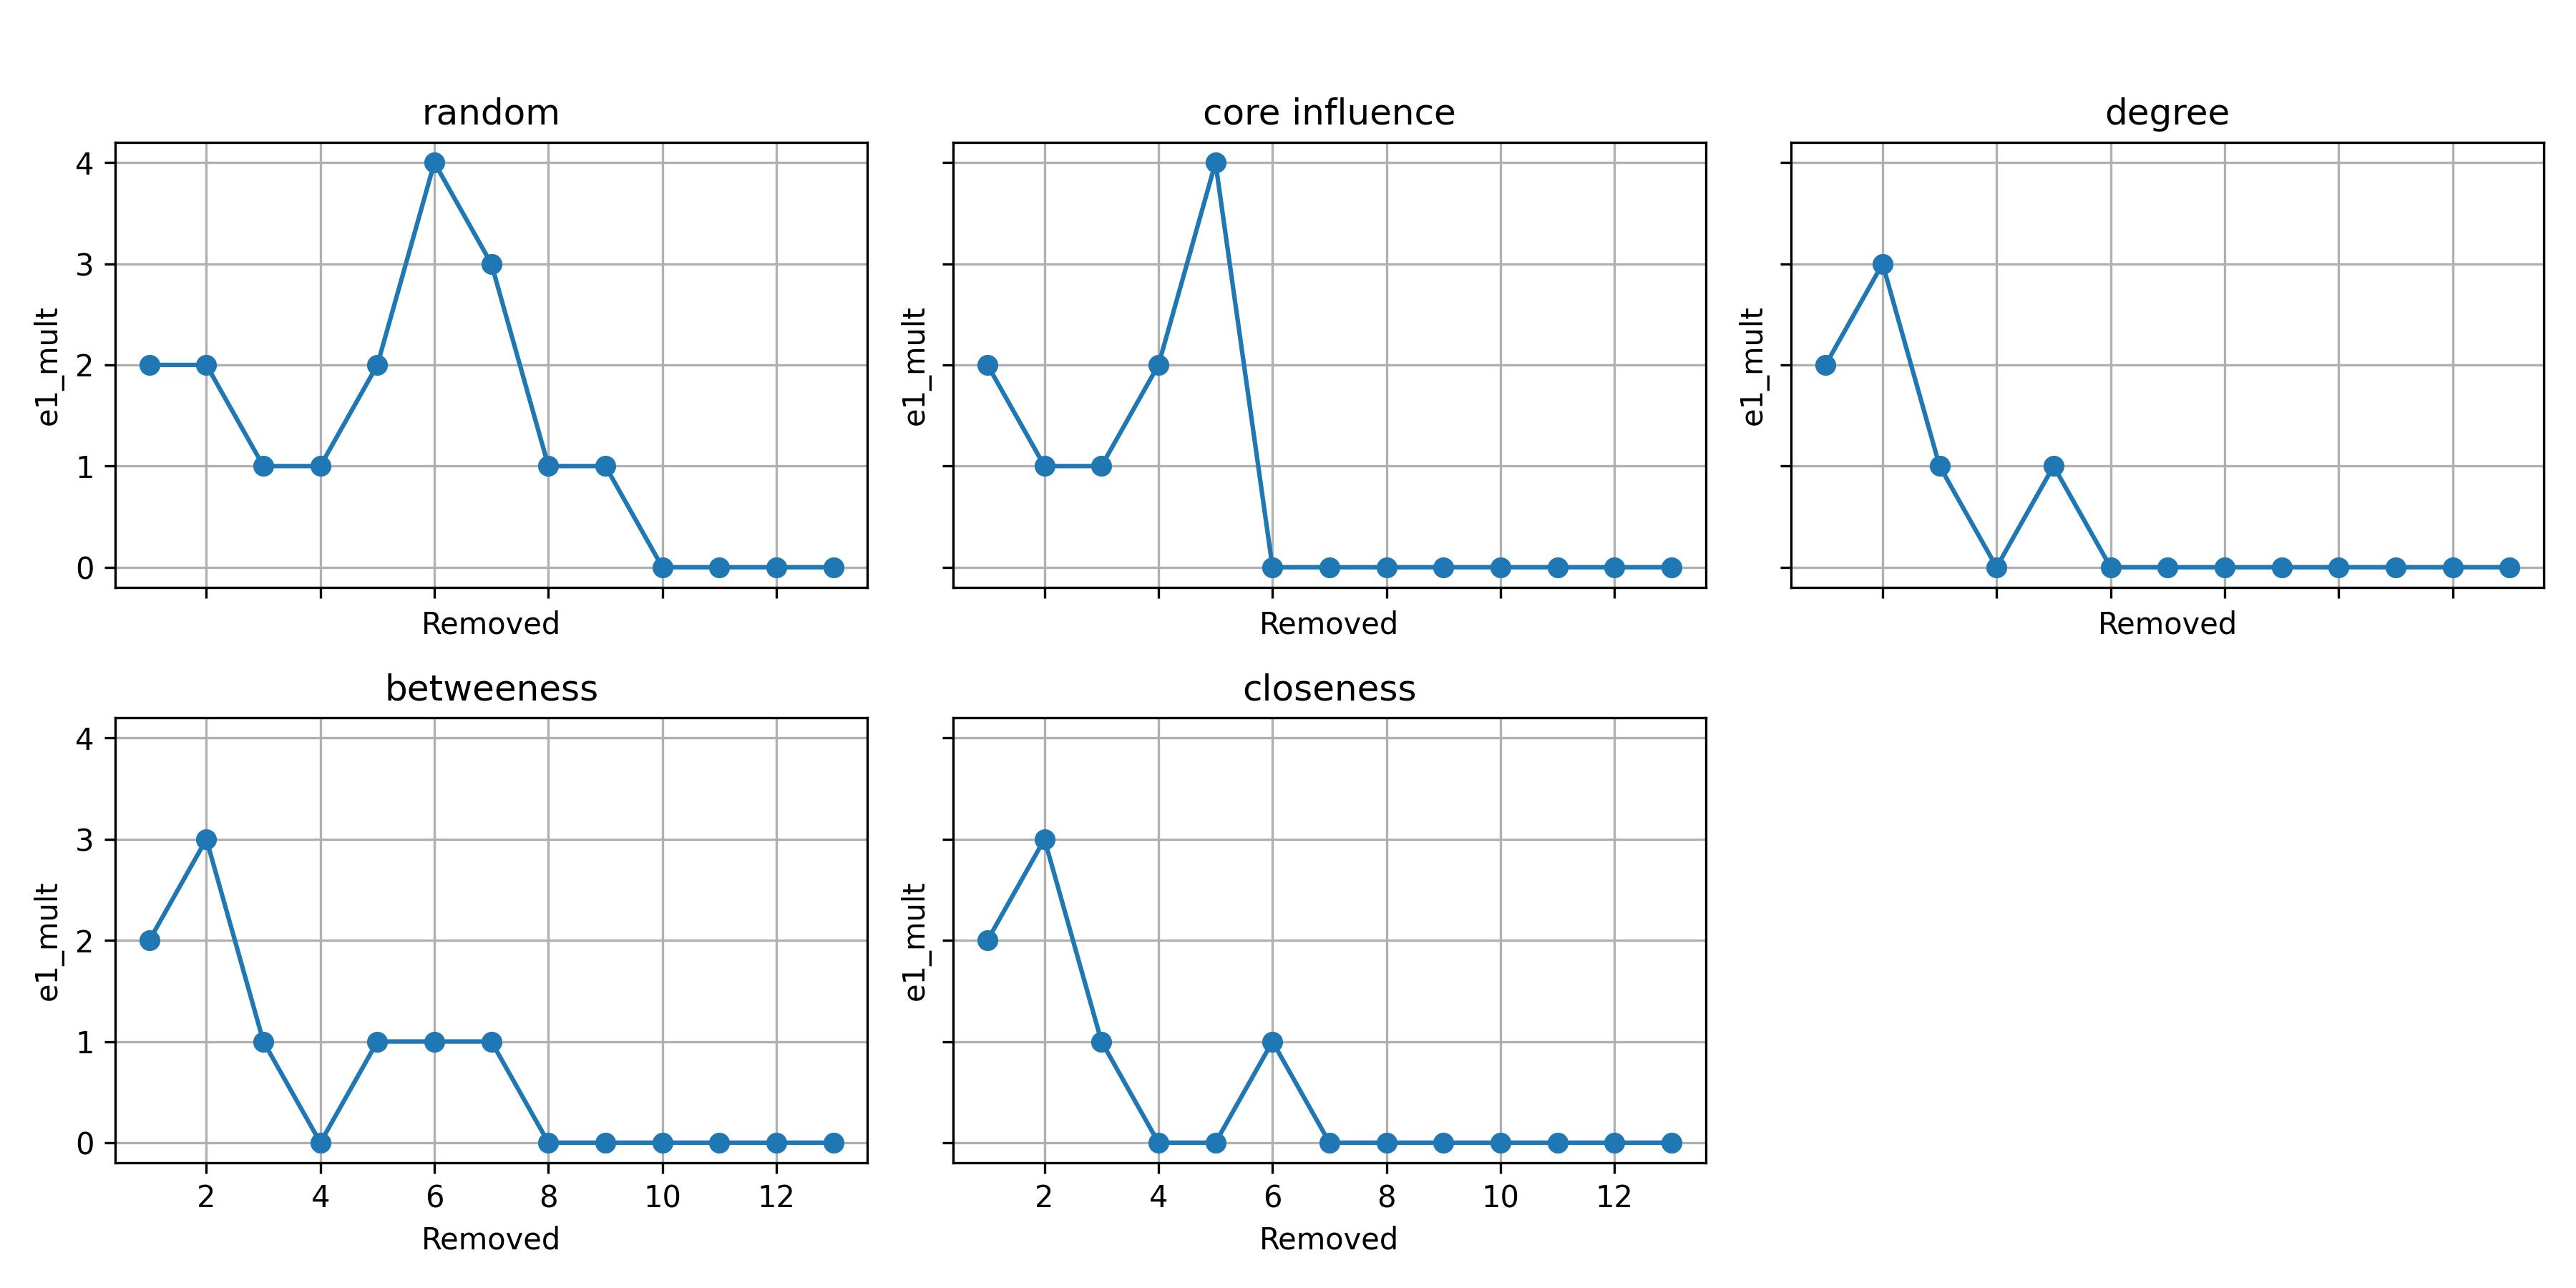 random
core influence
degree
4
3
2
1
0
e1_mult
e1_mult
e1_mult
Removed
Removed
Removed
betweeness
closeness
4
3
2
1
0
e1_mult
e1_mult
2 4 6 8 10 12
2 4 6 8 10 12
Removed
Removed